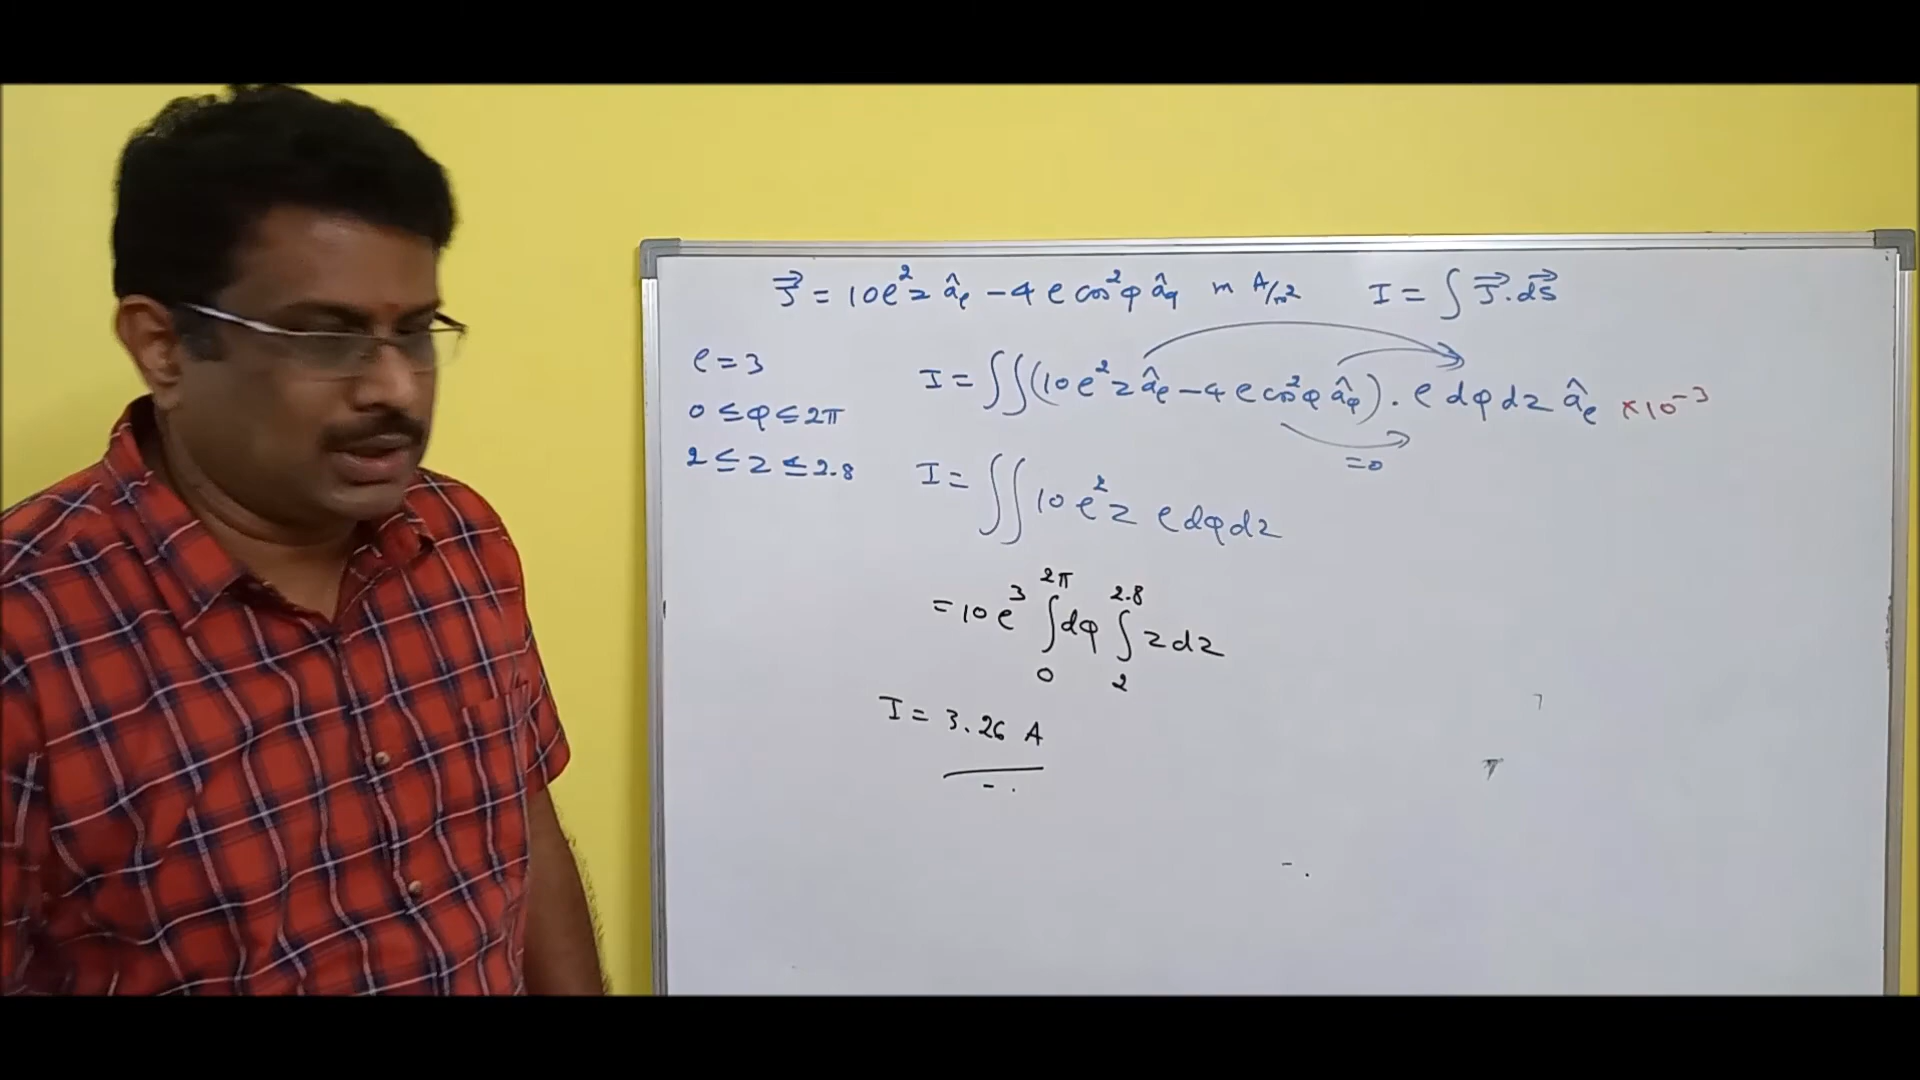 J⃗ = 10ρ²z âρ − 4ρ cos²φ âφ m A/m²   I = ∫ J⃗ . ds⃗
ρ = 3
0 ≤ φ ≤ 2π
2 ≤ z ≤ 2.8
I = ∫∫ (10ρ²z âρ − 4ρ cos²φ âφ) . ρ dφ dz âρ ×10⁻³
= 0
I = ∫∫ 10ρ²z ρ dφ dz
= 10ρ³ ∫₀^2π dφ ∫₂^2.8 z dz
I = 3.26 A